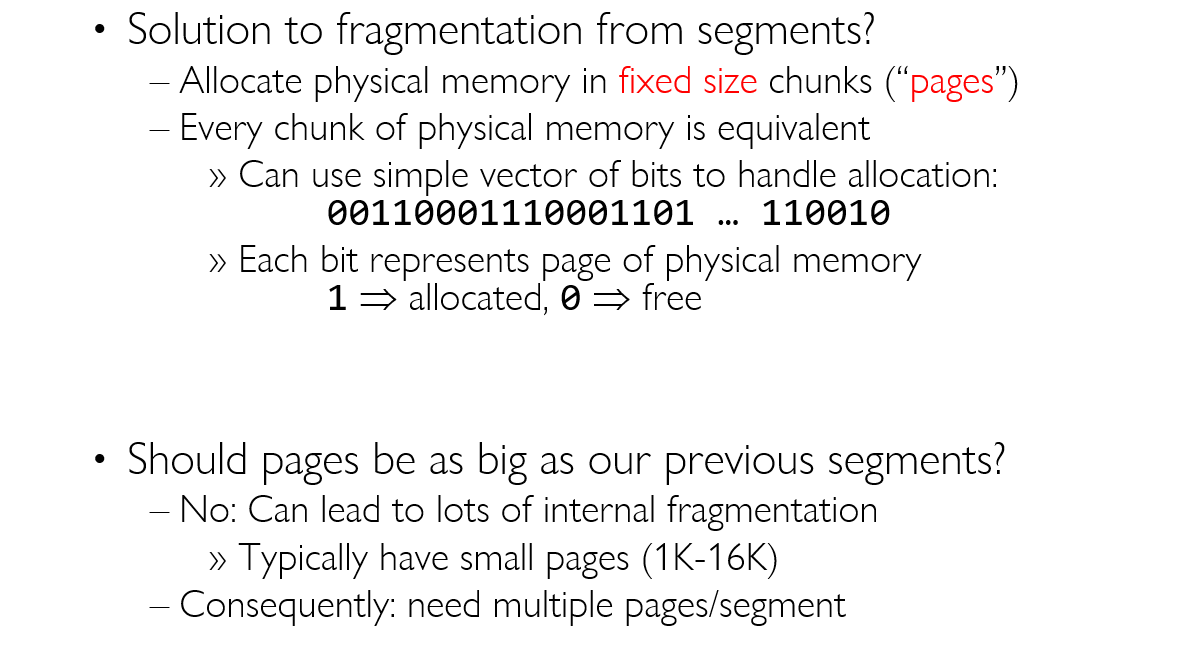 • Solution to fragmentation from segments?
– Allocate physical memory in fixed size chunks (“pages”)
– Every chunk of physical memory is equivalent
» Can use simple vector of bits to handle allocation:
00110001110001101 … 110010
» Each bit represents page of physical memory
1 ⇒ allocated, 0 ⇒ free
• Should pages be as big as our previous segments?
– No: Can lead to lots of internal fragmentation
» Typically have small pages (1K-16K)
– Consequently: need multiple pages/segment